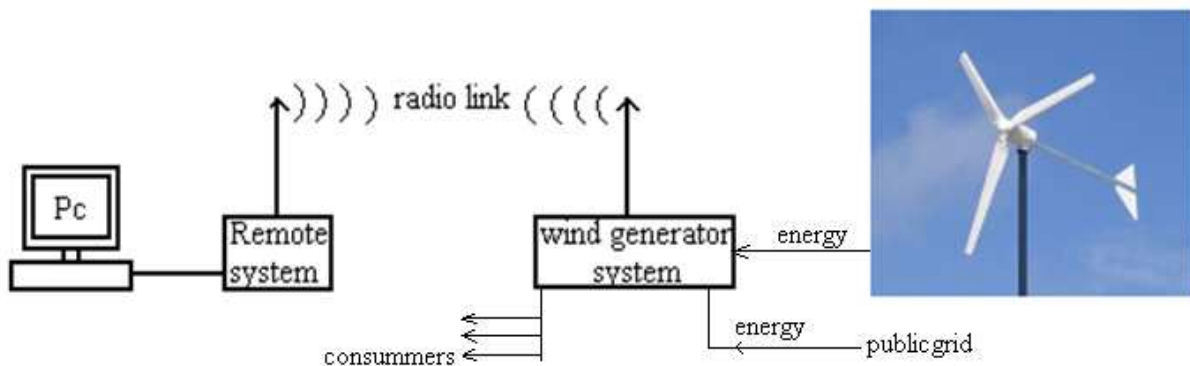 radio link
Pc
Remote
system
wind generator
system
energy
energy
publicgrid
consummers